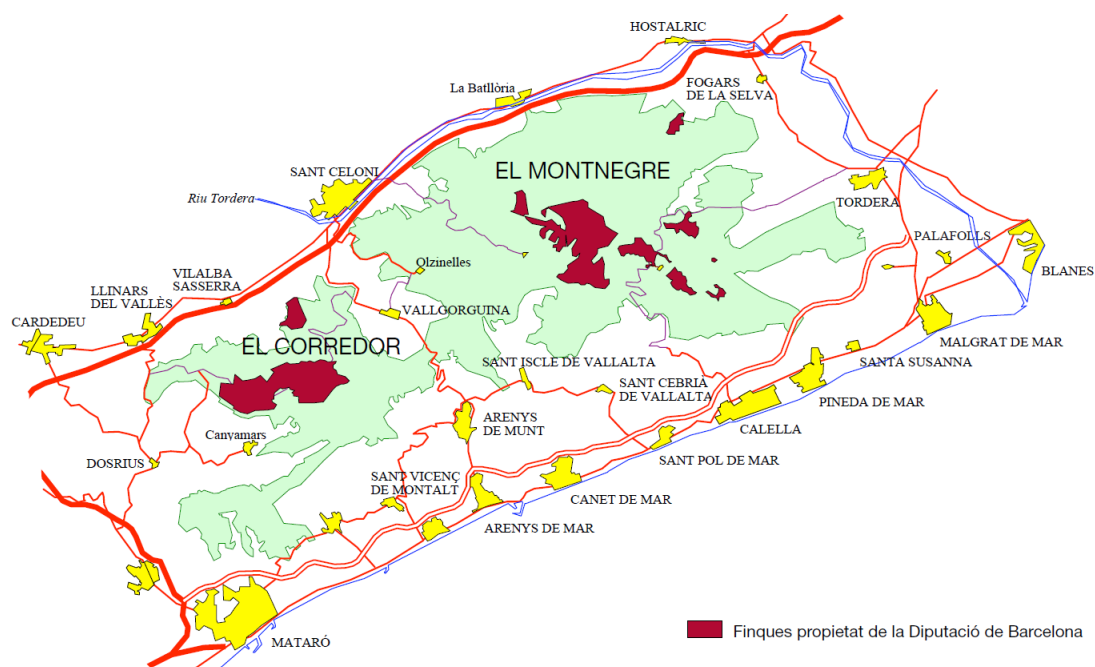 HOSTALRIC
La Batllòria
FOGARS
DE LA SELVA
SANT CELONI
EL MONTNEGRE
Riu Tordera
TORDERA
PALAFOLLS
BLANES
Olzinelles
VILALBA
SASSERRA
LLINARS
DEL VALLÈS
CARDEDEU
VALLGORGUINA
EL CORREDOR
MALGRAT DE MAR
SANT ISCLE DE VALLALTA
SANTA SUSANNA
SANT CEBRIÀ
DE VALLALTA
PINEDA DE MAR
ARENYS
DE MUNT
CALELLA
Canyamars
DOSRIUS
SANT POL DE MAR
SANT VICENÇ
DE MONTALT
CANET DE MAR
ARENYS DE MAR
MATARÓ
Finques propietat de la Diputació de Barcelona